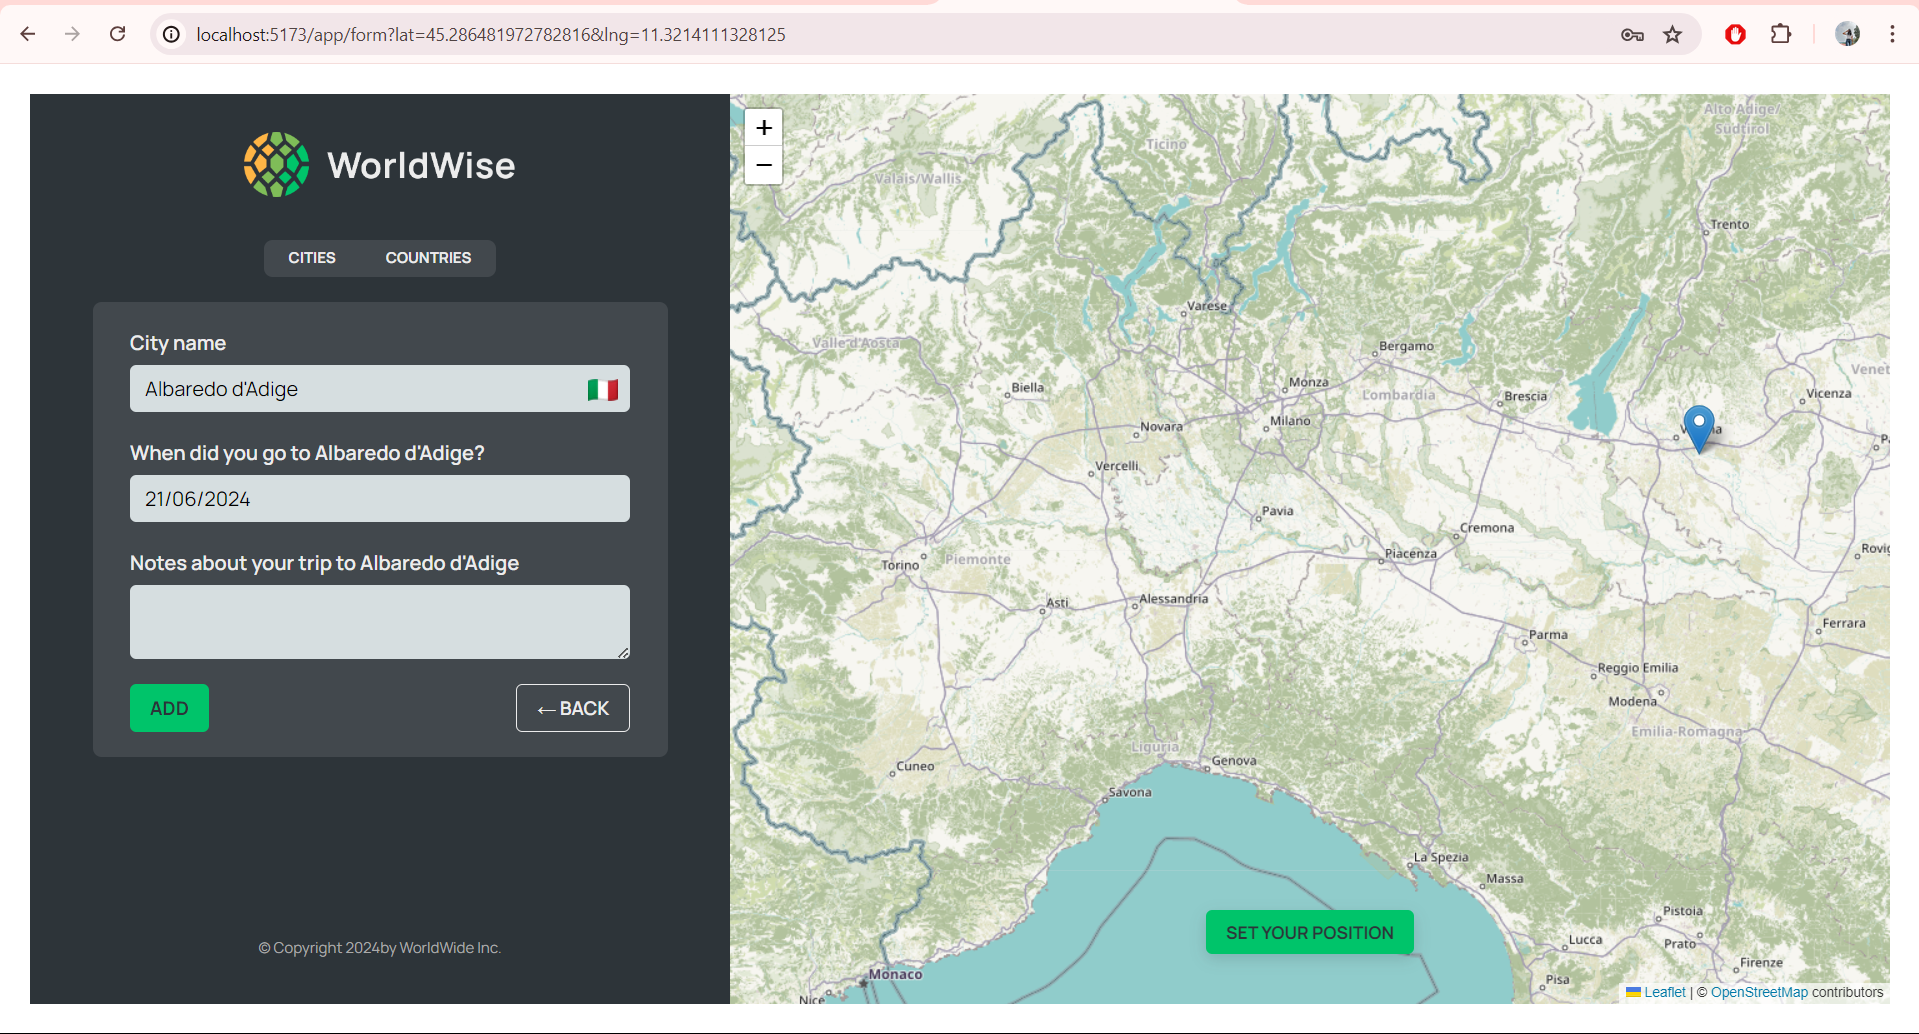 localhost:5173/app/form?lat=45.286481972782816&lng=11.3214111328125
WorldWise
CITIES COUNTRIES
City name
Albaredo d'Adige
When did you go to Albaredo d'Adige?
21/06/2024
Notes about your trip to Albaredo d'Adige
ADD
← BACK
© Copyright 2024by WorldWide Inc.
+
−
Alto Adige/
Südtirol
Ticino
Valais/Wallis
Trento
Varese
Valle d'Aosta
Bergamo
Venet
Biella
Monza
Lombardia
Brescia
Vicenza
Novara
Milano
Vercelli
Pavia
Cremona
Piacenza
Rovig
Torino
Piemonte
Asti
Alessandria
Parma
Ferrara
Reggio Emilia
Modena
Emilia-Romagna
Liguria
Genova
Cuneo
Savona
La Spezia
Massa
Pistoia
SET YOUR POSITION
Lucca
Prato
Firenze
Monaco
Pisa
Nice
Leaflet | © OpenStreetMap contributors